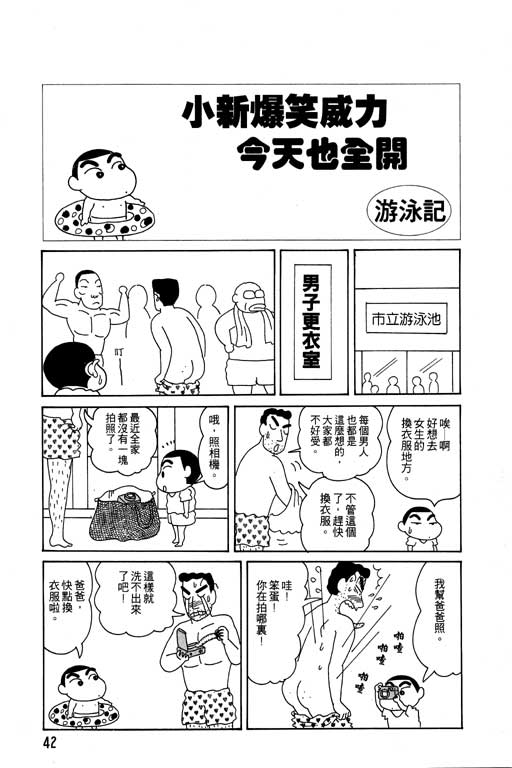 小新爆笑威力
今天也全開
游泳記
市立游泳池
男子更衣室
盯
唉—啊
好想去
女生的
換衣服地方。
每個男人
也都是
這麼想的，
大家都
不好受。
不管這個
了，趕快
換衣服。
哦，照相機。
最近全家
都沒有一塊
拍照了。
我幫爸爸照。
啪喳
啪喳
哇！
笨蛋！
你在拍哪裏！
這樣就
洗不出來
了吧！
爸爸，
快點換
衣服啦。
42